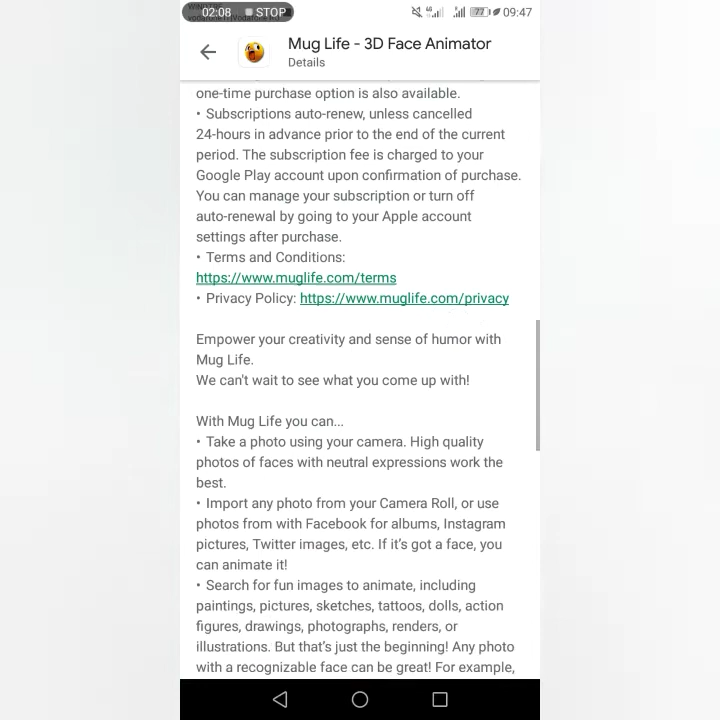 02:08 STOP 4G 77 09:47
Mug Life - 3D Face Animator
Details
one-time purchase option is also available.
• Subscriptions auto-renew, unless cancelled
24-hours in advance prior to the end of the current
period. The subscription fee is charged to your
Google Play account upon confirmation of purchase.
You can manage your subscription or turn off
auto-renewal by going to your Apple account
settings after purchase.
• Terms and Conditions:
https://www.muglife.com/terms
• Privacy Policy: https://www.muglife.com/privacy
Empower your creativity and sense of humor with
Mug Life.
We can't wait to see what you come up with!
With Mug Life you can...
• Take a photo using your camera. High quality
photos of faces with neutral expressions work the
best.
• Import any photo from your Camera Roll, or use
photos from with Facebook for albums, Instagram
pictures, Twitter images, etc. If it’s got a face, you
can animate it!
• Search for fun images to animate, including
paintings, pictures, sketches, tattoos, dolls, action
figures, drawings, photographs, renders, or
illustrations. But that’s just the beginning! Any photo
with a recognizable face can be great! For example,